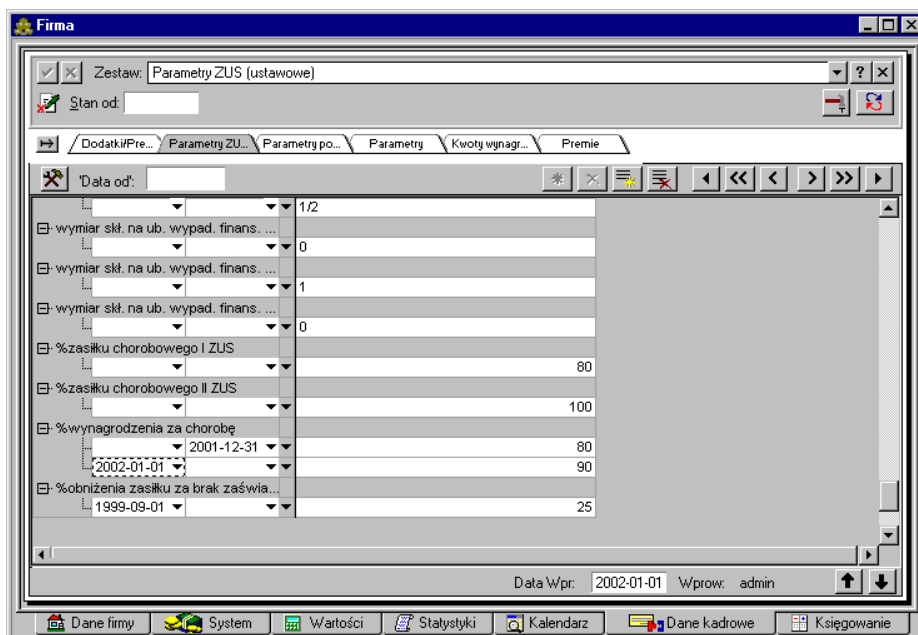 Firma
Zestaw: Parametry ZUS (ustawowe)
Stan od:
Dodatki/Pre... Parametry ZU... Parametry po... Parametry Kwoty wynagr... Premie
'Data od':
1/2
wymiar skł. na ub. wypad. finans. ...
0
wymiar skł. na ub. wypad. finans. ...
1
wymiar skł. na ub. wypad. finans. ...
0
%zasiłku chorobowego I ZUS
80
%zasiłku chorobowego II ZUS
100
%wynagrodzenia za chorobę
2001-12-31 80
2002-01-01 90
%obniżenia zasiłku za brak zaświa...
1999-09-01 25
Data Wpr: 2002-01-01 Wprow: admin
Dane firmy System Wartości Statystyki Kalendarz Dane kadrowe Księgowanie